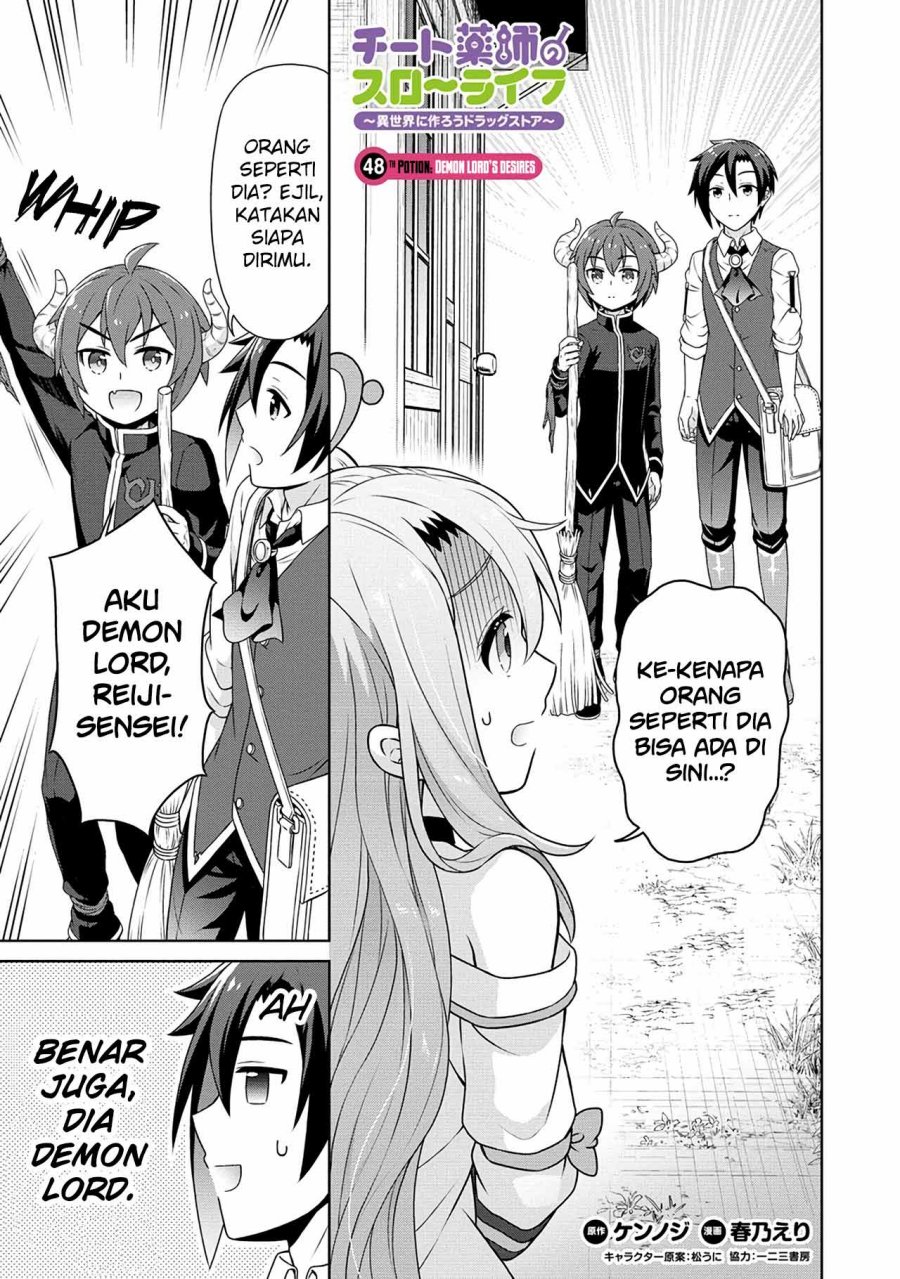 チート薬師の
スローライフ
～異世界に作ろうドラッグストア～
48TH POTION: DEMON LORD'S DESIRES
KE-KENAPA
ORANG
SEPERTI DIA
BISA ADA DI
SINI...?
ORANG
SEPERTI
DIA? EJIL,
KATAKAN
SIAPA
DIRIMU.
WHIP
AKU
DEMON
LORD,
REIJI-
SENSEI!
AH
BENAR
JUGA,
DIA
DEMON
LORD.
原作 ケンノジ 漫画 春乃えり
キャラクター原案：松うに 協力：一二三書房